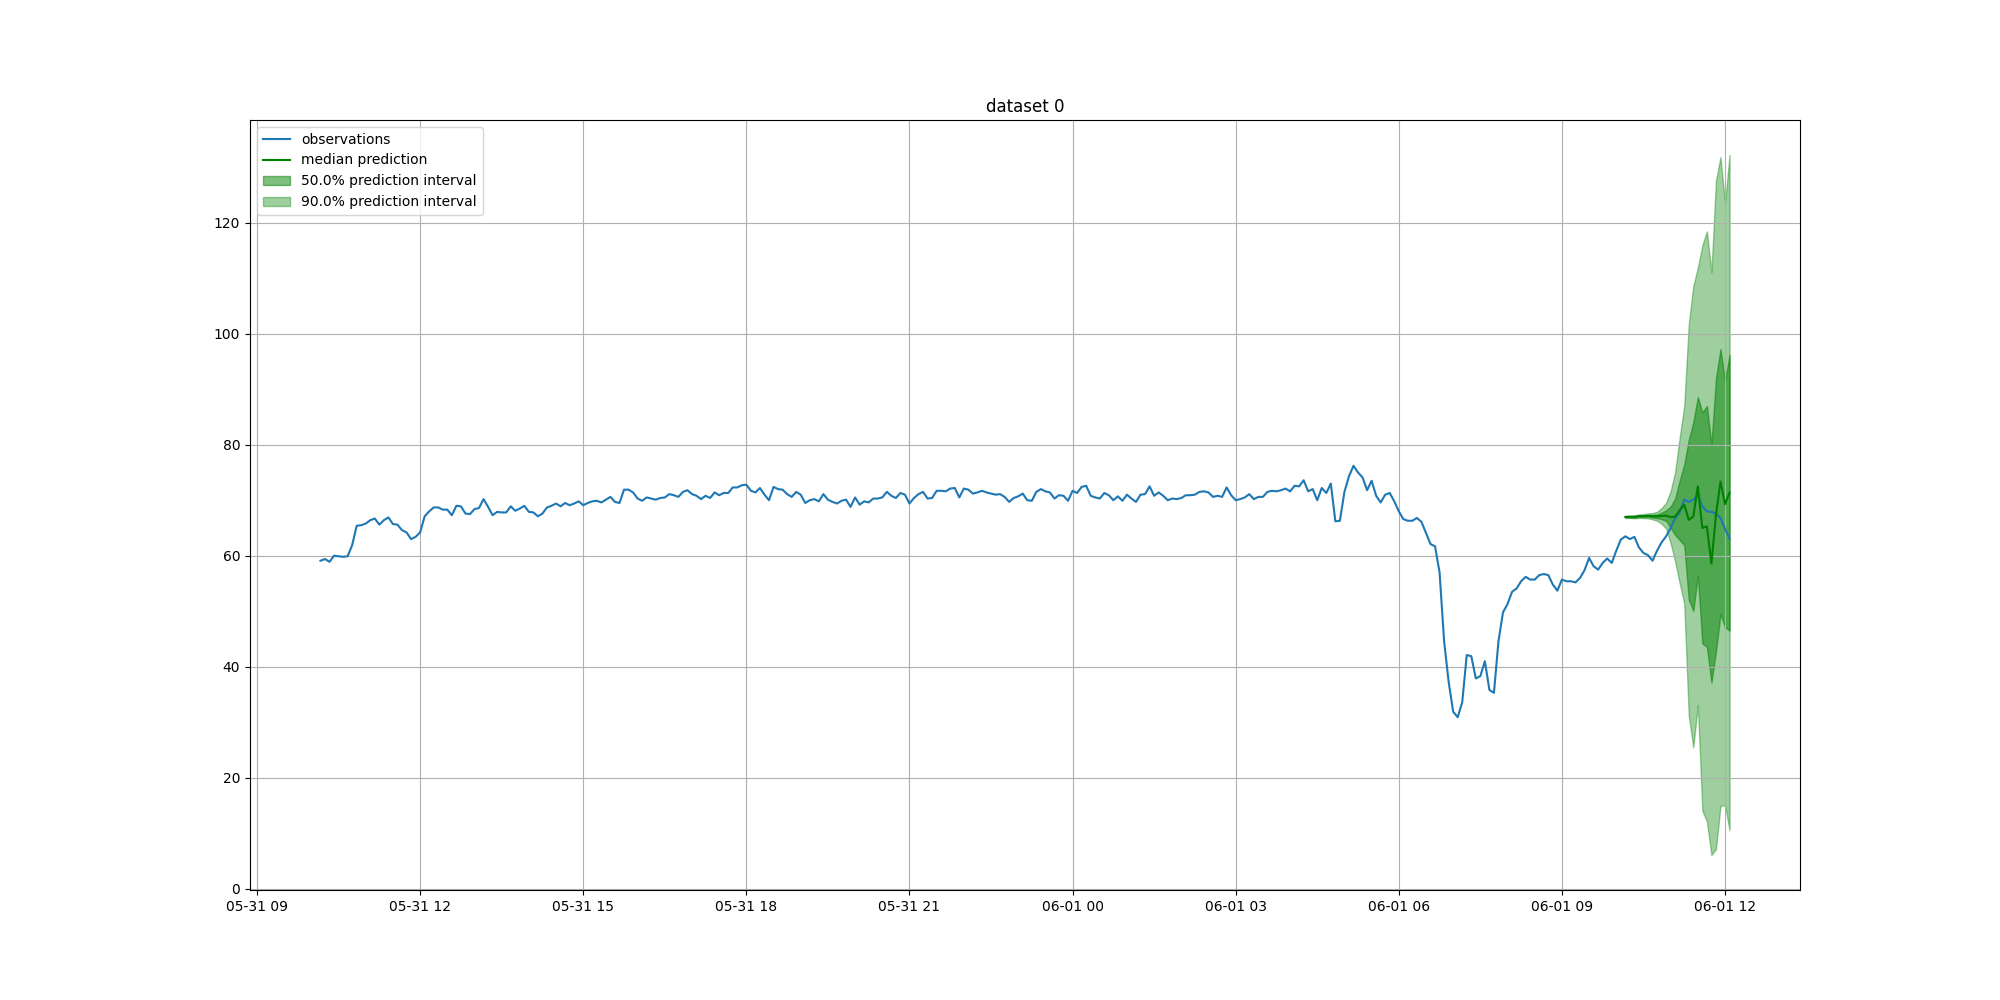 dataset 0
observations
median prediction
50.0% prediction interval
90.0% prediction interval
120
100
80
60
40
20
0
05-31 09 05-31 12 05-31 15 05-31 18 05-31 21 06-01 00 06-01 03 06-01 06 06-01 09 06-01 12